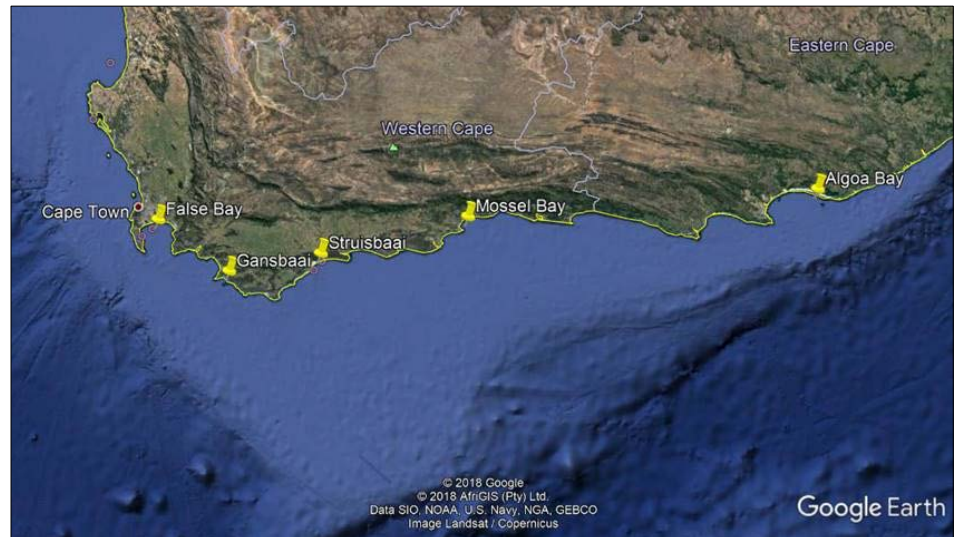 Eastern Cape
Western Cape
Algoa Bay
Cape Town
False Bay
Mossel Bay
Struisbaai
Gansbaai
© 2018 Google
© 2018 AfriGIS (Pty) Ltd.
Data SIO, NOAA, U.S. Navy, NGA, GEBCO
Image Landsat / Copernicus
Google Earth